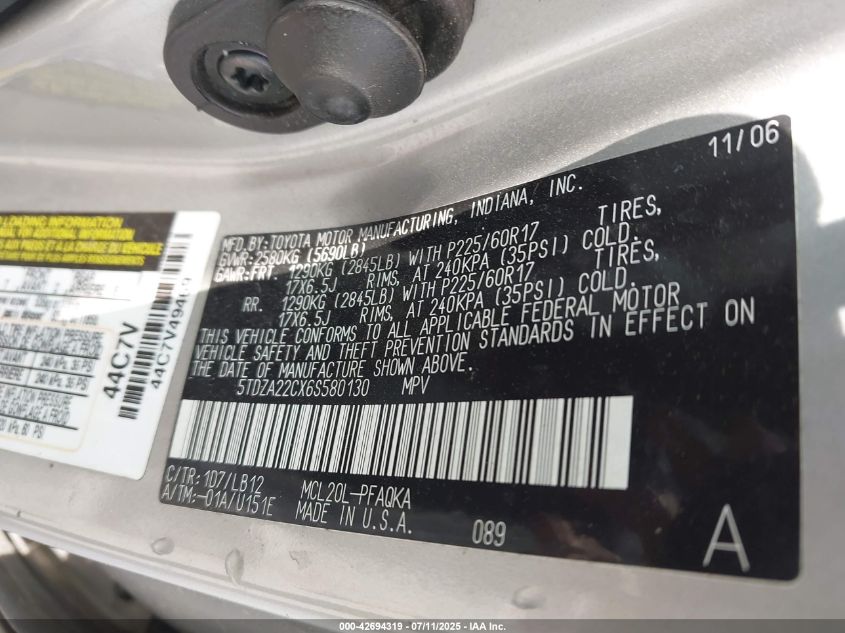 11/06
MFD.BY:TOYOTA MOTOR MANUFACTURING, INDIANA, INC.
GVWR:2580KG (5690LB)
GAWR:FRT. 1290KG (2845LB) WITH P225/60R17 TIRES,
17X6.5J RIMS, AT 240KPA (35PSI) COLD.
RR. 1290KG (2845LB) WITH P225/60R17 TIRES,
17X6.5J RIMS, AT 240KPA (35PSI) COLD.
THIS VEHICLE CONFORMS TO ALL APPLICABLE FEDERAL MOTOR
VEHICLE SAFETY AND THEFT PREVENTION STANDARDS IN EFFECT ON
THE DATE OF MANUFACTURE SHOWN ABOVE.
5TDZA22CX6S580130 MPV
C/TR:1D7/LB12 MCL20L-PFAQKA
A/TM:-01A/U151E MADE IN U.S.A. 089
A
LOADING INFORMATION
44C7V
000-42694319 / 07/11/2025 - IAA Inc.